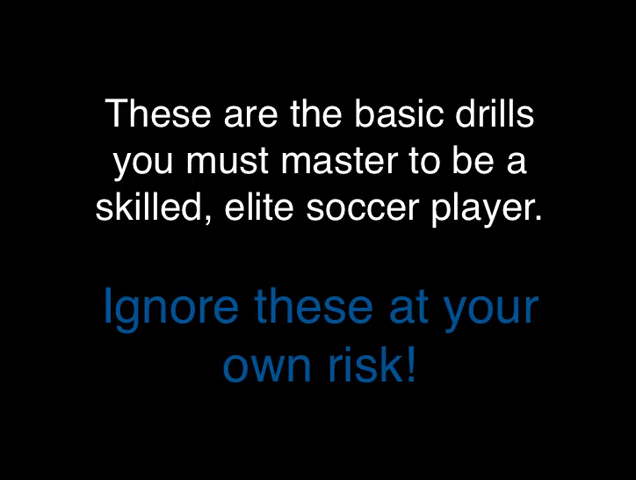 These are the basic drills
you must master to be a
skilled, elite soccer player.
Ignore these at your
own risk!